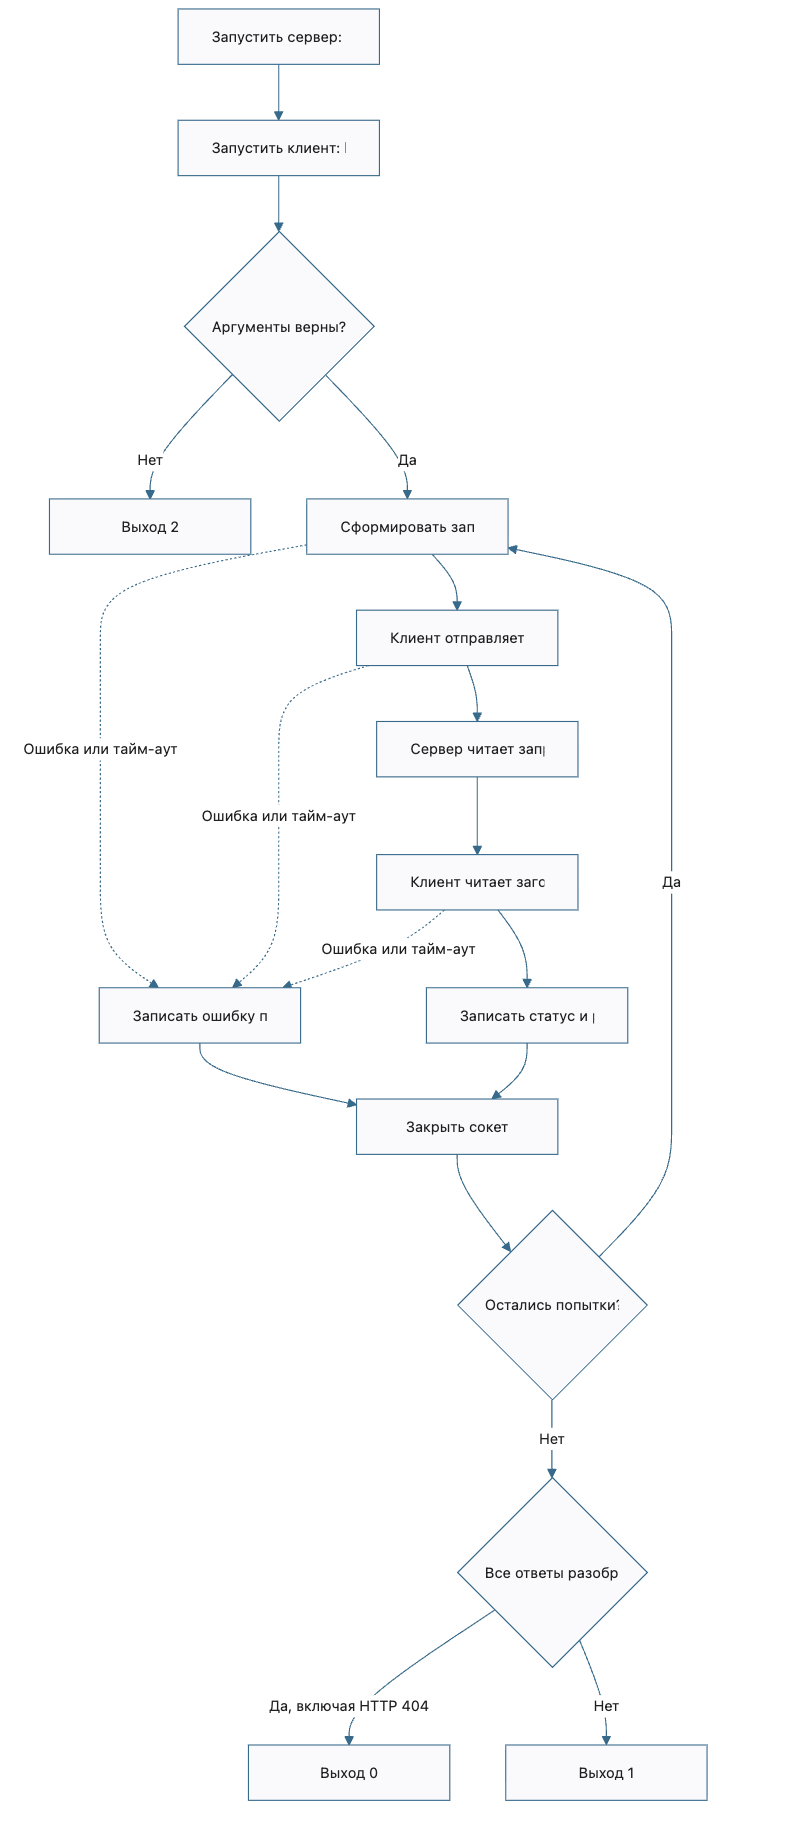 Запустить сервер:
Запустить клиент:
Аргументы верны?
Нет
Да
Выход 2
Сформировать зап
Клиент отправляет
Сервер читает зап
Ошибка или тайм-аут
Ошибка или тайм-аут
Клиент читает заго
Да
Ошибка или тайм-аут
Записать ошибку п
Записать статус и
Закрыть сокет
Остались попытки?
Нет
Все ответы разобр
Да, включая HTTP 404
Нет
Выход 0
Выход 1